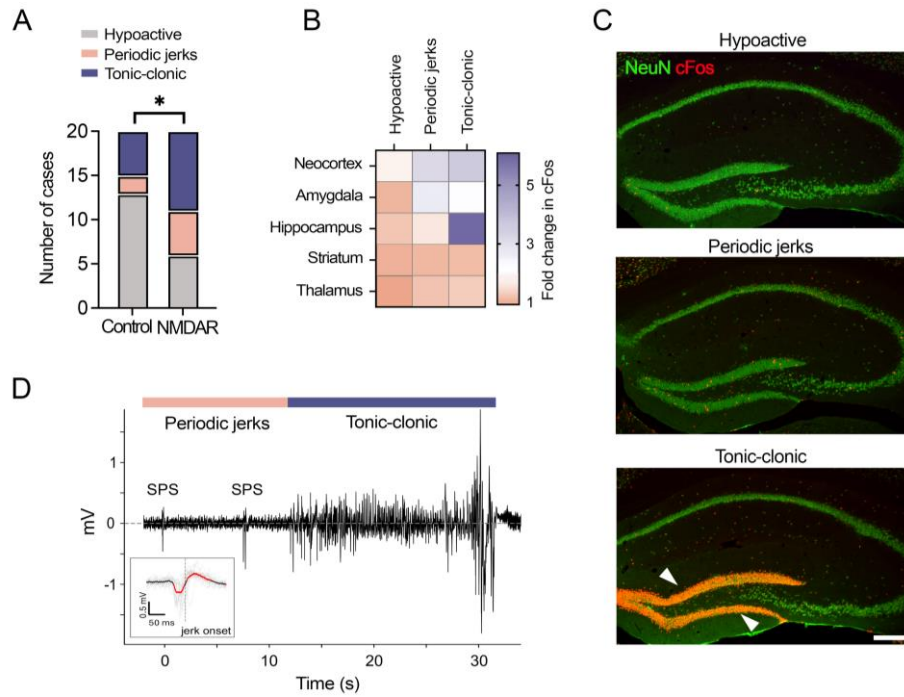 A
Hypoactive
Periodic jerks
Tonic-clonic
*
Number of cases
20
15
10
5
0
Control
NMDAR
B
Hypoactive
Periodic jerks
Tonic-clonic
Neocortex
Amygdala
Hippocampus
Striatum
Thalamus
5
3
1
Fold change in cFos
C
Hypoactive
NeuN cFos
Periodic jerks
Tonic-clonic
D
Periodic jerks
Tonic-clonic
SPS
SPS
mV
1
0
-1
0.5 mV
50 ms
jerk onset
0
10
20
30
Time (s)